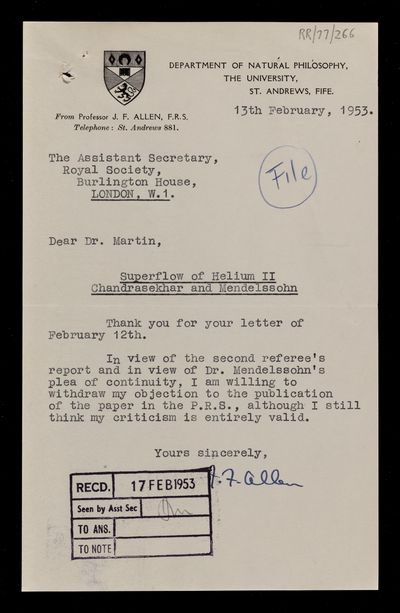 RR/77/266
DEPARTMENT OF NATURAL PHILOSOPHY,
THE UNIVERSITY,
ST. ANDREWS, FIFE.
From Professor J. F. ALLEN, F.R.S.
Telephone : St. Andrews 881.
13th February, 1953.
The Assistant Secretary,
Royal Society,
Burlington House,
LONDON, W.1.
File
Dear Dr. Martin,
Superflow of Helium II
Chandrasekhar and Mendelssohn
Thank you for your letter of
February 12th.
In view of the second referee's
report and in view of Dr. Mendelssohn's
plea of continuity, I am willing to
withdraw my objection to the publication
of the paper in the P.R.S., although I still
think my criticism is entirely valid.
Yours sincerely,
J. F. Allen
RECD. 17 FEB 1953
Seen by Asst Sec
TO ANS.
TO NOTE